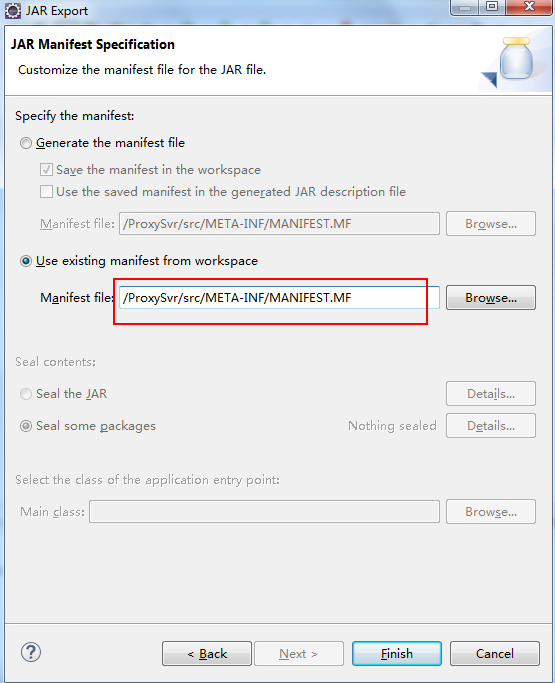 JAR Export
JAR Manifest Specification
Customize the manifest file for the JAR file.
Specify the manifest:
Generate the manifest file
Save the manifest in the workspace
Use the saved manifest in the generated JAR description file
Manifest file: /ProxySvr/src/META-INF/MANIFEST.MF Browse...
Use existing manifest from workspace
Manifest file: /ProxySvr/src/META-INF/MANIFEST.MF Browse...
Seal contents:
Seal the JAR Details...
Seal some packages Nothing sealed Details...
Select the class of the application entry point:
Main class: Browse...
? < Back Next > Finish Cancel